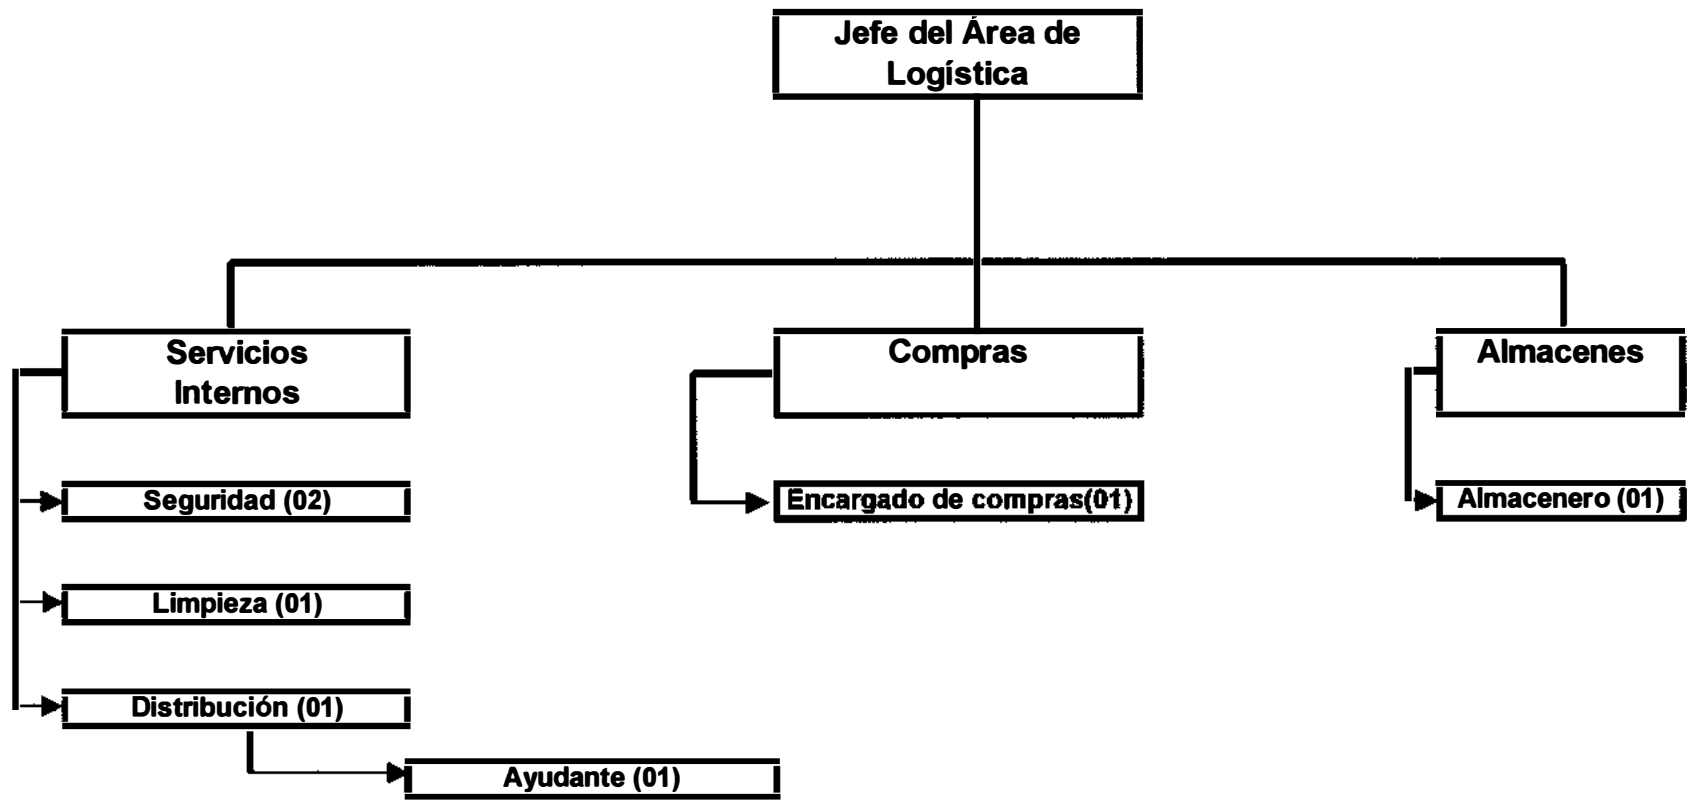 Jefe del Área de
Logística
Servicios
Internos
Compras
Almacenes
Seguridad (02)
Encargado de compras(01)
Almacenero (01)
Limpieza (01)
Distribución (01)
Ayudante (01)